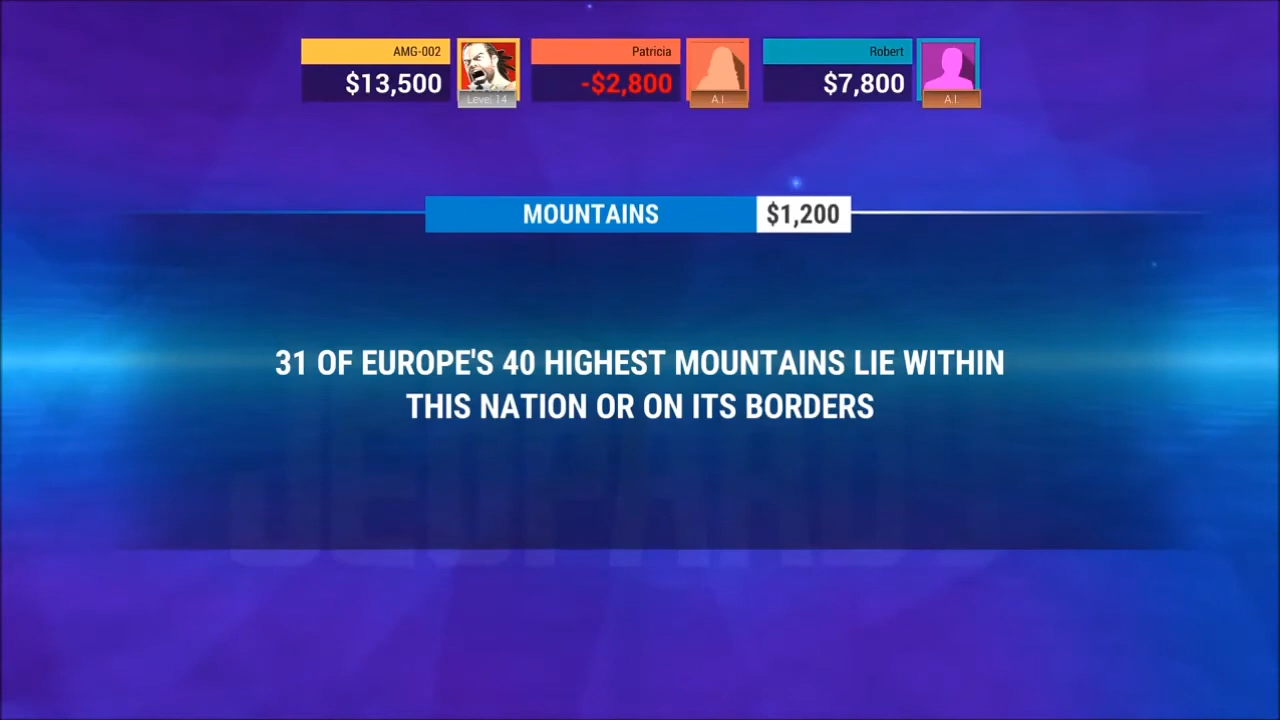 AMG-002
$13,500
Level 14
Patricia
-$2,800
A.I.
Robert
$7,800
A.I.
MOUNTAINS $1,200
31 OF EUROPE'S 40 HIGHEST MOUNTAINS LIE WITHIN
THIS NATION OR ON ITS BORDERS
JEOPARDY